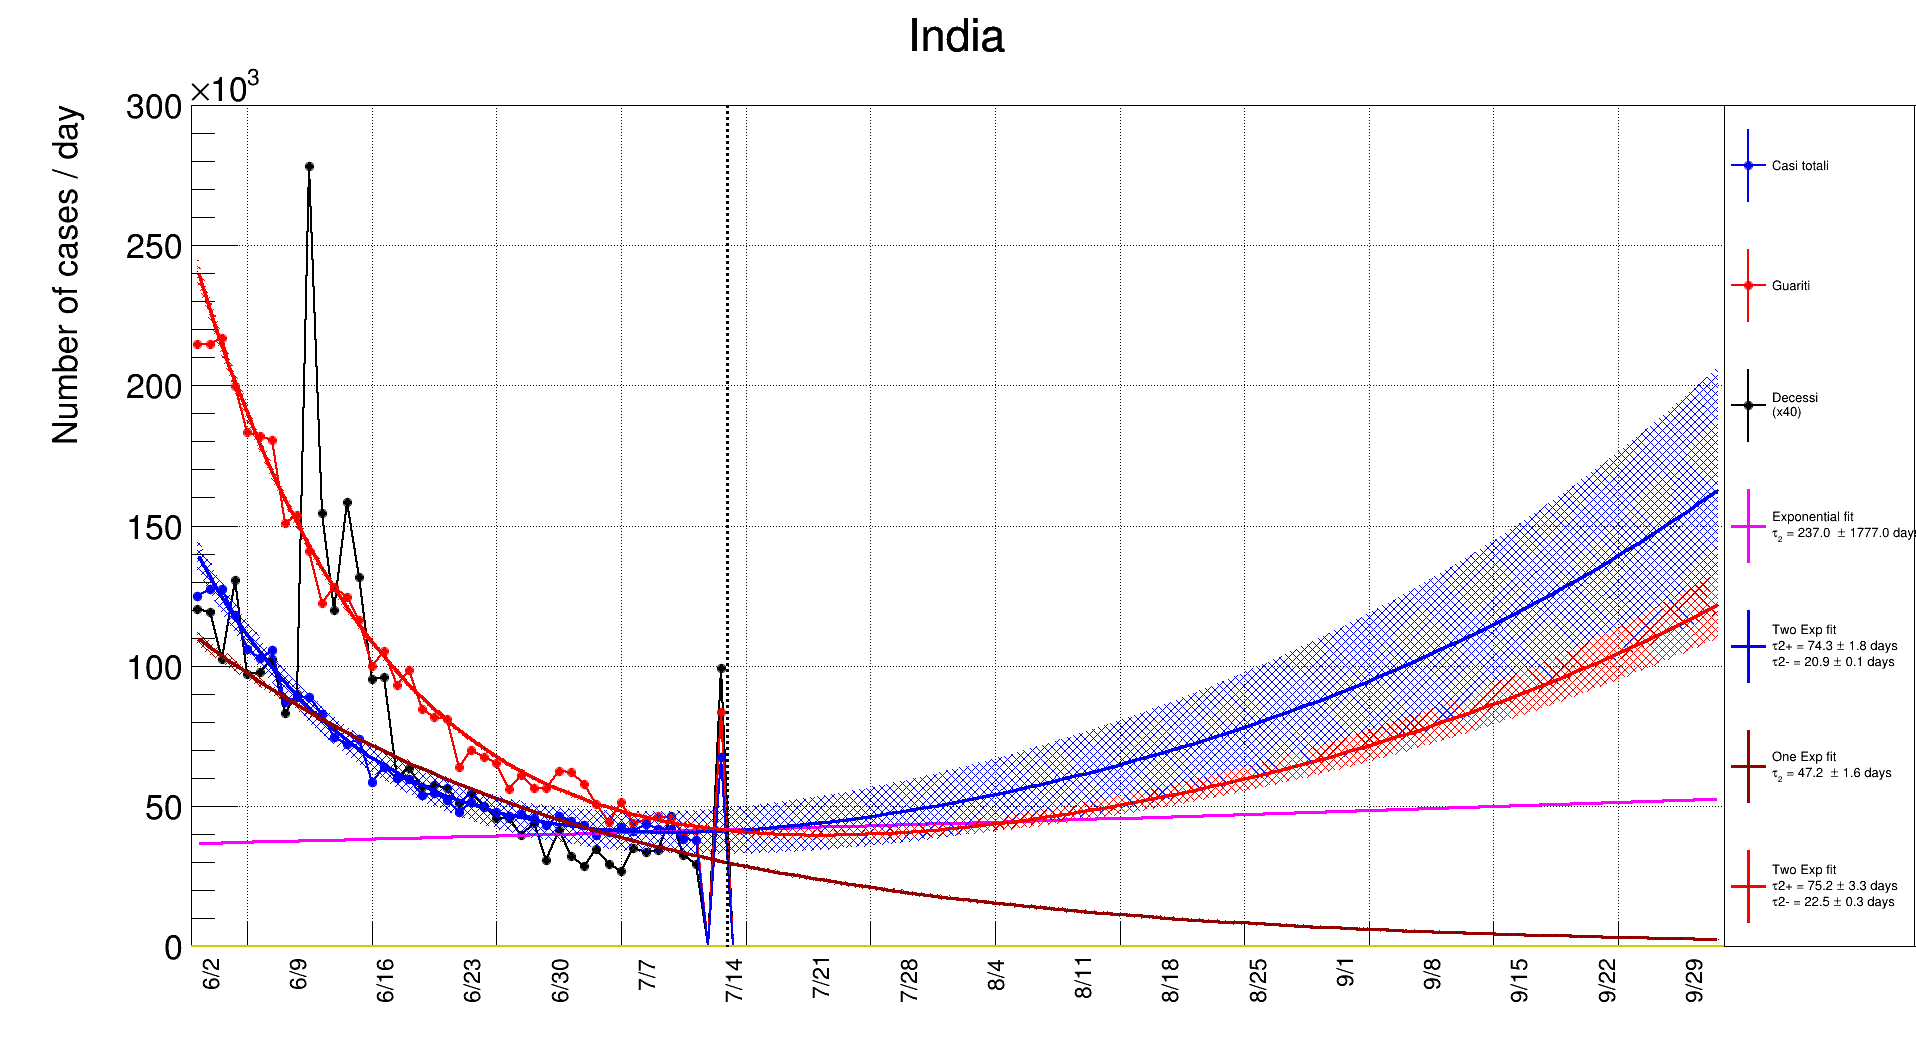 India
×10³
Number of cases / day
300
250
200
150
100
50
0
6/2
6/9
6/16
6/23
6/30
7/7
7/14
7/21
7/28
8/4
8/11
8/18
8/25
9/1
9/8
9/15
9/22
9/29
Casi totali
Guariti
Decessi
(x40)
Exponential fit
τ₂ = 237.0 ± 1777.0 days
Two Exp fit
τ2+ = 74.3 ± 1.8 days
τ2- = 20.9 ± 0.1 days
One Exp fit
τ₂ = 47.2 ± 1.6 days
Two Exp fit
τ2+ = 75.2 ± 3.3 days
τ2- = 22.5 ± 0.3 days